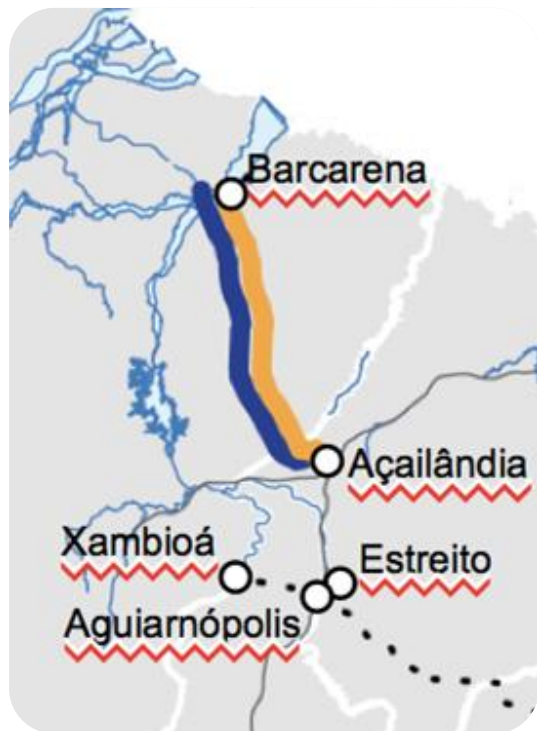 Barcarena
Açailândia
Xambioá
Estreito
Aguiarnópolis